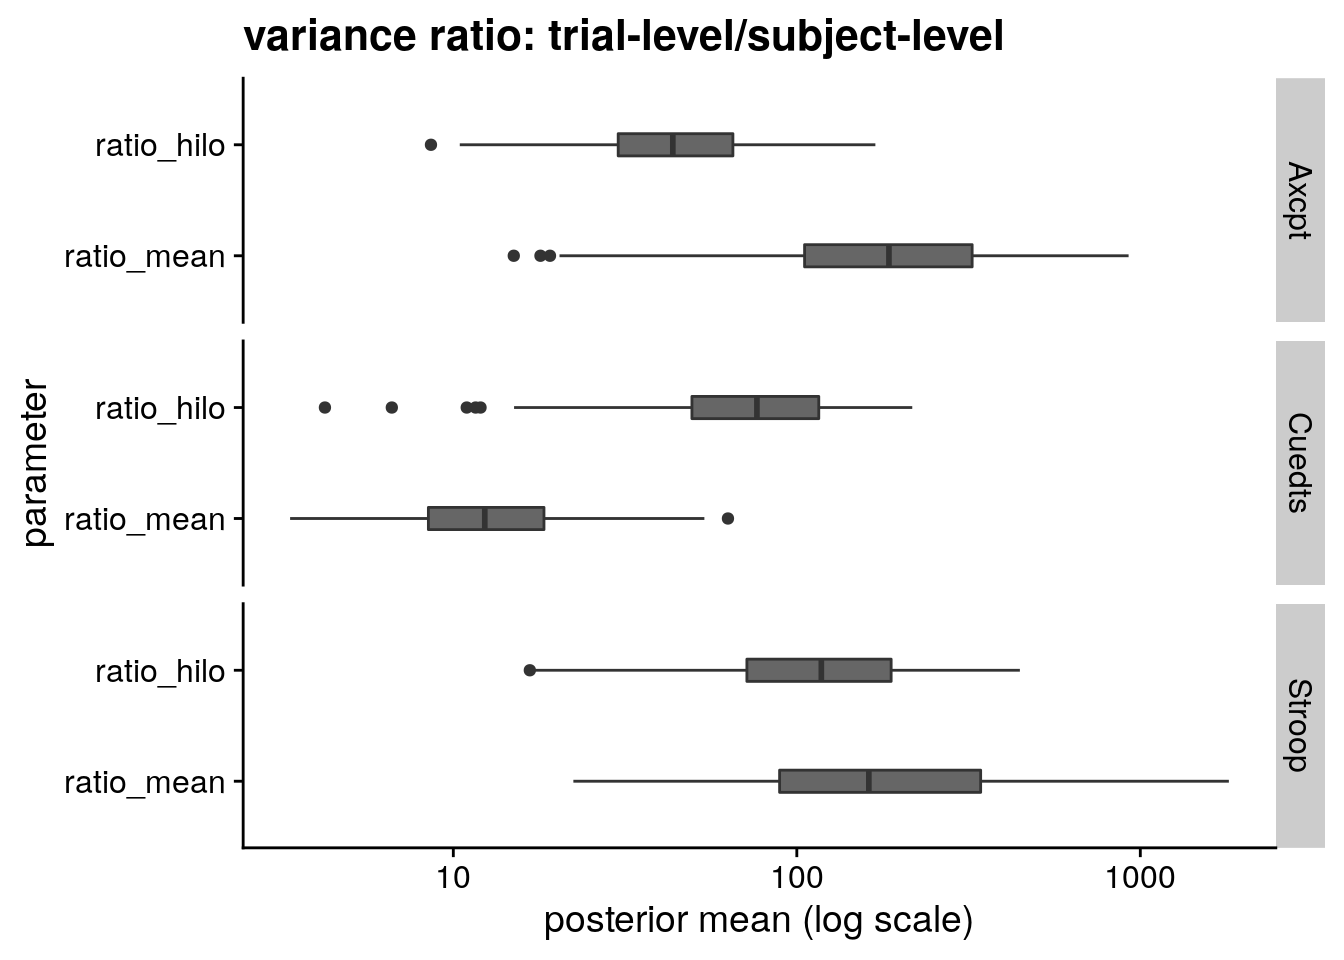 variance ratio: trial-level/subject-level
ratio_hilo
ratio_mean
Axcpt
ratio_hilo
ratio_mean
Cuedts
ratio_hilo
ratio_mean
Stroop
parameter
10
100
1000
posterior mean (log scale)